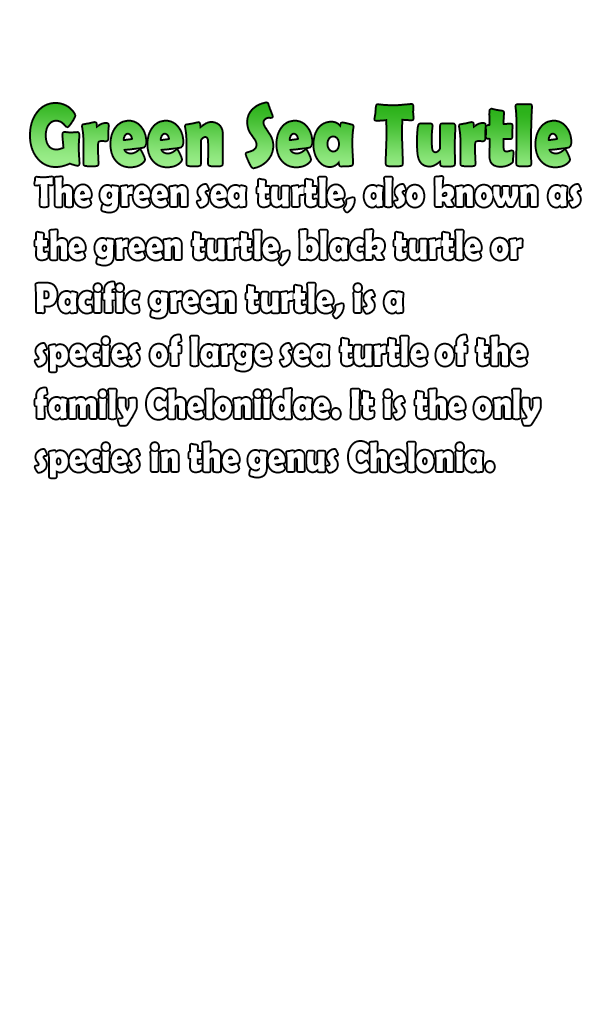 Green Sea Turtle
The green sea turtle, also known as
the green turtle, black turtle or
Pacific green turtle, is a
species of large sea turtle of the
family Cheloniidae. It is the only
species in the genus Chelonia.